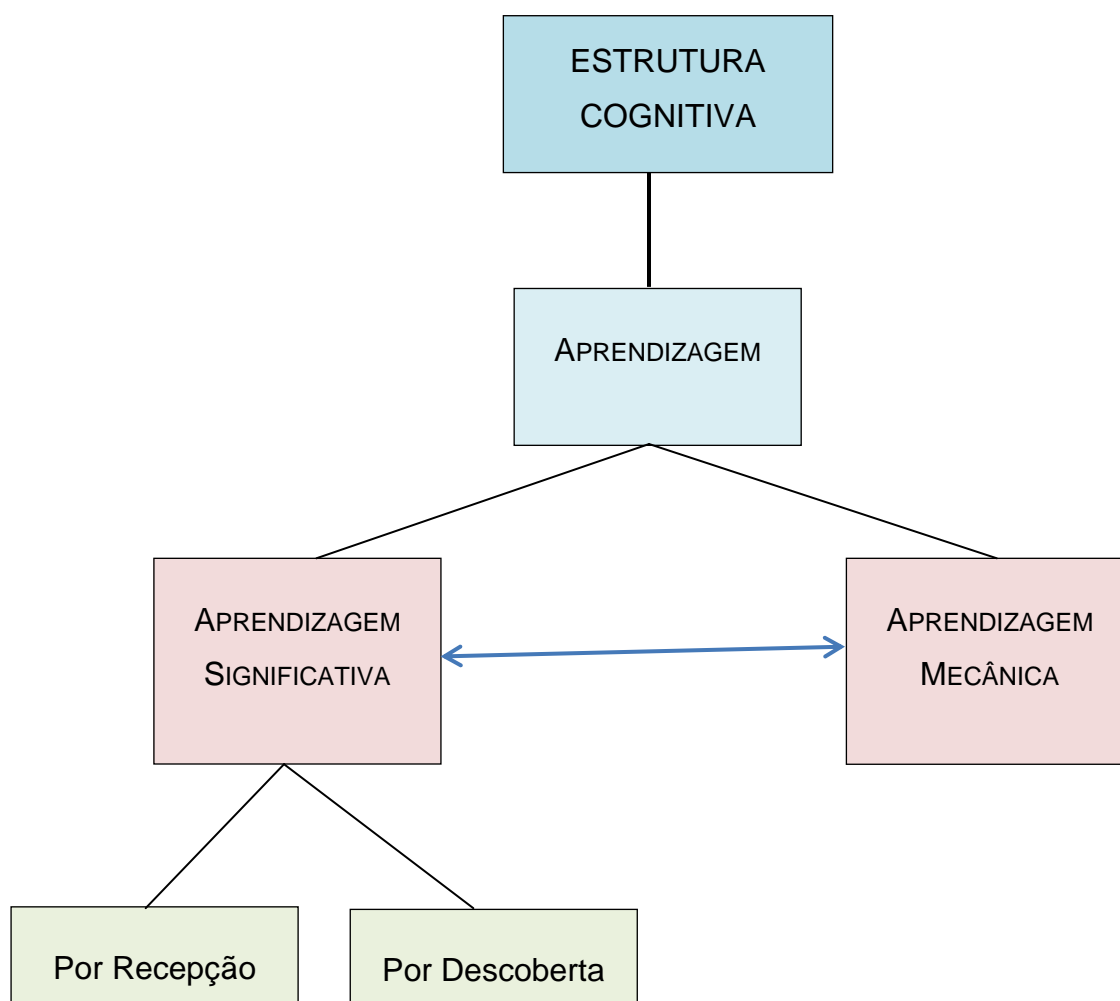 ESTRUTURA
COGNITIVA
APRENDIZAGEM
APRENDIZAGEM
SIGNIFICATIVA
APRENDIZAGEM
MECÂNICA
Por Recepção
Por Descoberta